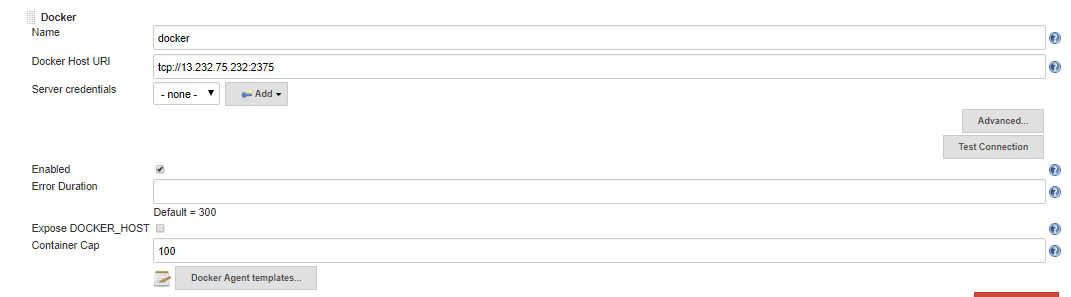 Docker
Name
docker
Docker Host URI
tcp://13.232.75.232:2375
Server credentials
- none -
Add
Advanced...
Test Connection
Enabled
Error Duration
Default = 300
Expose DOCKER_HOST
Container Cap
100
Docker Agent templates...